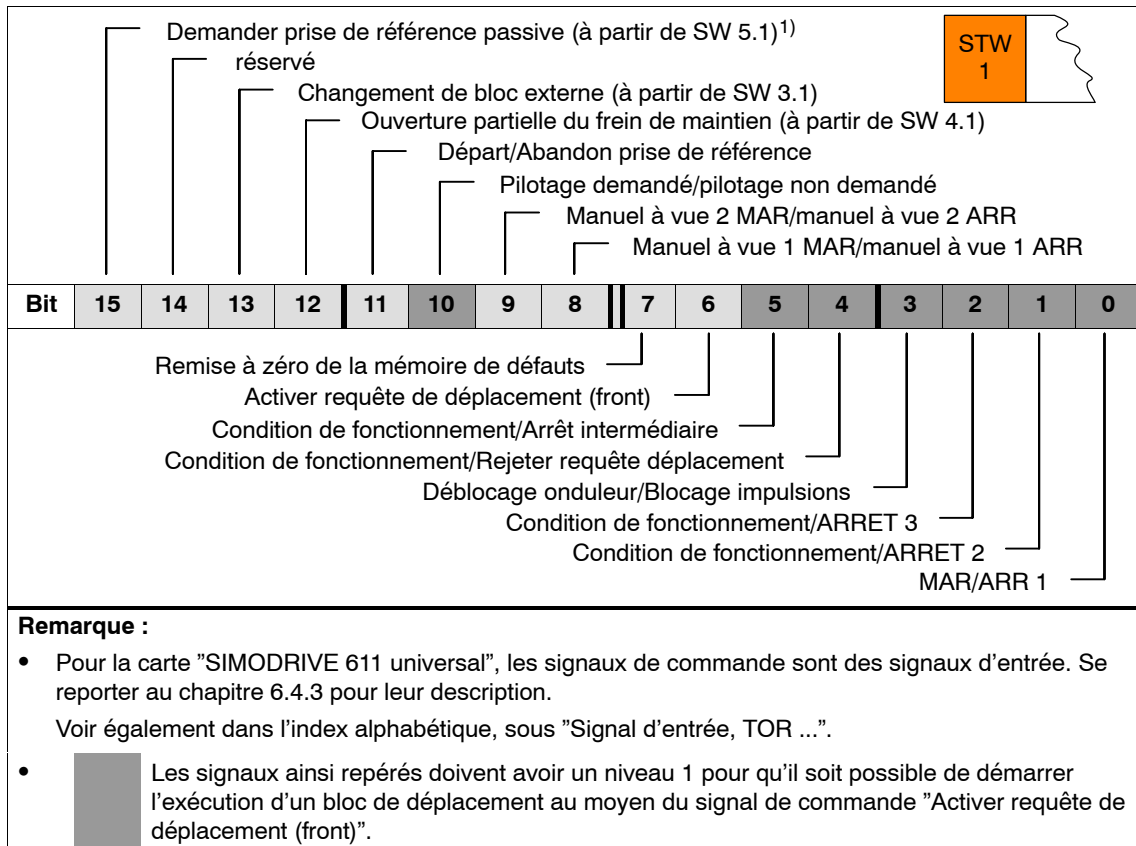 Demander prise de référence passive (à partir de SW 5.1)1)
STW
1
réservé
Changement de bloc externe (à partir de SW 3.1)
Ouverture partielle du frein de maintien (à partir de SW 4.1)
Départ/Abandon prise de référence
Pilotage demandé/pilotage non demandé
Manuel à vue 2 MAR/manuel à vue 2 ARR
Manuel à vue 1 MAR/manuel à vue 1 ARR
Bit 15 14 13 12 11 10 9 8 7 6 5 4 3 2 1 0
Remise à zéro de la mémoire de défauts
Activer requête de déplacement (front)
Condition de fonctionnement/Arrêt intermédiaire
Condition de fonctionnement/Rejeter requête déplacement
Déblocage onduleur/Blocage impulsions
Condition de fonctionnement/ARRET 3
Condition de fonctionnement/ARRET 2
MAR/ARR 1
Remarque :
• Pour la carte ”SIMODRIVE 611 universal”, les signaux de commande sont des signaux d’entrée. Se
reporter au chapitre 6.4.3 pour leur description.
Voir également dans l’index alphabétique, sous ”Signal d’entrée, TOR ...”.
• Les signaux ainsi repérés doivent avoir un niveau 1 pour qu’il soit possible de démarrer
l’exécution d’un bloc de déplacement au moyen du signal de commande ”Activer requête de
déplacement (front)”.